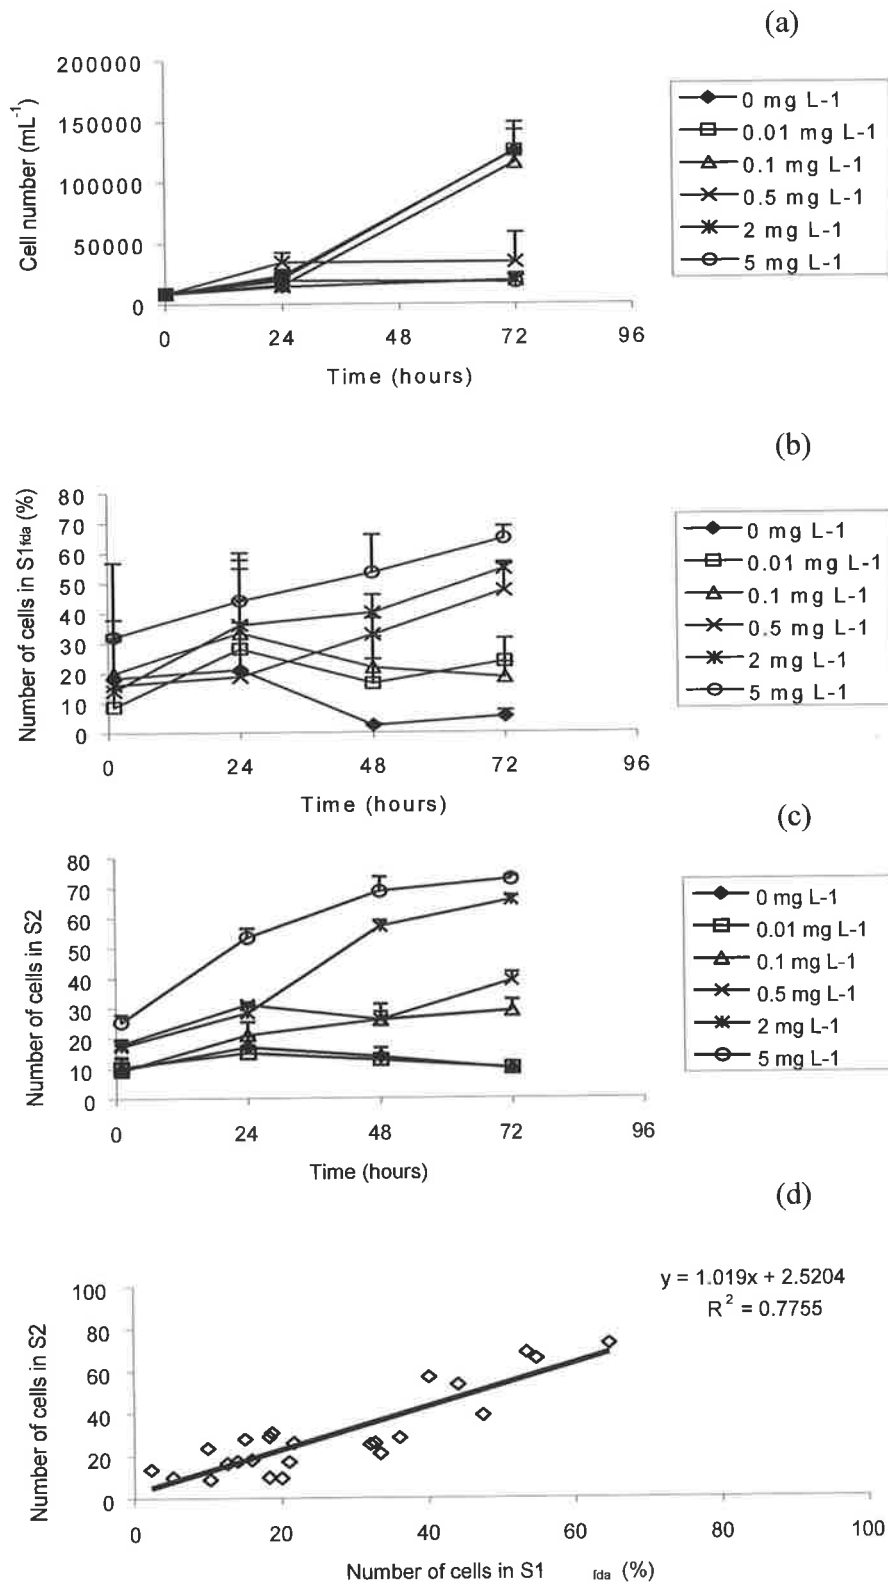 (a)
200000
150000
100000
50000
0
Cell number (mL-1)
0 24 48 72 96
Time (hours)
0 mg L-1
0.01 mg L-1
0.1 mg L-1
0.5 mg L-1
2 mg L-1
5 mg L-1
(b)
80
70
60
50
40
30
20
10
0
Number of cells in S1fda (%)
0 24 48 72 96
Time (hours)
0 mg L-1
0.01 mg L-1
0.1 mg L-1
0.5 mg L-1
2 mg L-1
5 mg L-1
(c)
80
70
60
50
40
30
20
10
0
Number of cells in S2
0 24 48 72 96
Time (hours)
0 mg L-1
0.01 mg L-1
0.1 mg L-1
0.5 mg L-1
2 mg L-1
5 mg L-1
(d)
y = 1.019x + 2.5204
R2 = 0.7755
100
80
60
40
20
0
Number of cells in S2
0 20 40 60 80 100
Number of cells in S1 fda (%)